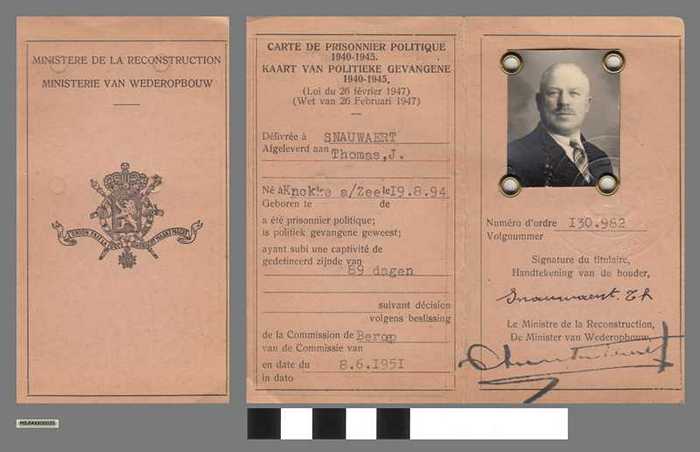 MINISTERE DE LA RECONSTRUCTION
MINISTERIE VAN WEDEROPBOUW
CARTE DE PRISONNIER POLITIQUE
1940-1945.
KAART VAN POLITIEKE GEVANGENE
1940-1945.
(Loi du 26 février 1947)
(Wet van 26 Februari 1947)
Délivrée à SNAUWAERT
Afgeleverd aan Thomas,J.
Né à Knokke a/Zee le 19.8.94
Geboren te de
a été prisonnier politique;
is politiek gevangene geweest;
ayant subi une captivité de
gedetineerd zijnde van 89 dagen
suivant décision
volgens beslissing
de la Commission de Berop
van de Commissie van
en date du 8.6.1951
in dato
Numéro d'ordre 130.982
Volgnummer
Signature du titulaire,
Handtekening van de houder,
Snauwaert Th
Le Ministre de la Reconstruction,
De Minister van Wederopbouw,